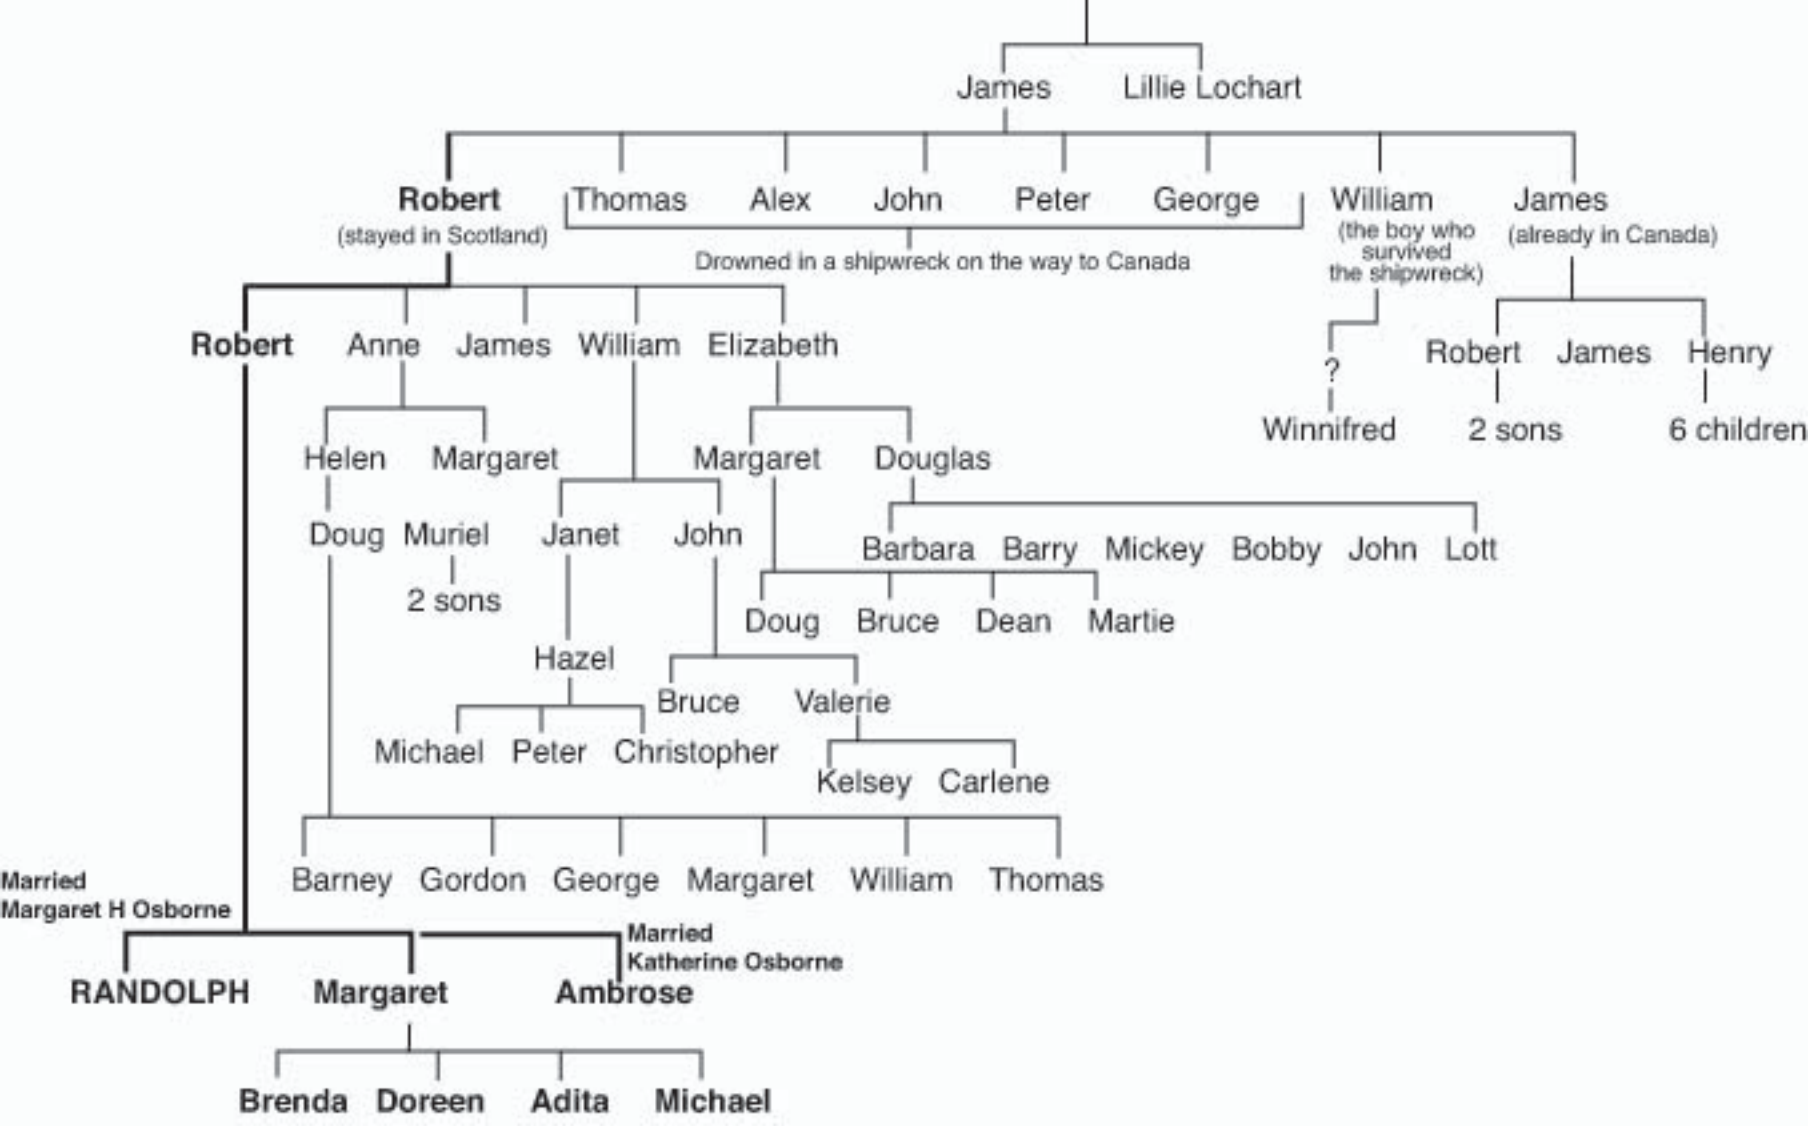 James Lillie Lochart
Robert Thomas Alex John Peter George William James
(stayed in Scotland)
Drowned in a shipwreck on the way to Canada
(the boy who
survived
the shipwreck)
(already in Canada)
Robert Anne James William Elizabeth
? Robert James Henry
Winnifred 2 sons 6 children
Helen Margaret Margaret Douglas
Doug Muriel Janet John
Barbara Barry Mickey Bobby John Lott
2 sons
Doug Bruce Dean Martie
Hazel
Bruce Valerie
Michael Peter Christopher
Kelsey Carlene
Barney Gordon George Margaret William Thomas
Married
Margaret H Osborne
Married
Katherine Osborne
RANDOLPH Margaret Ambrose
Brenda Doreen Adita Michael